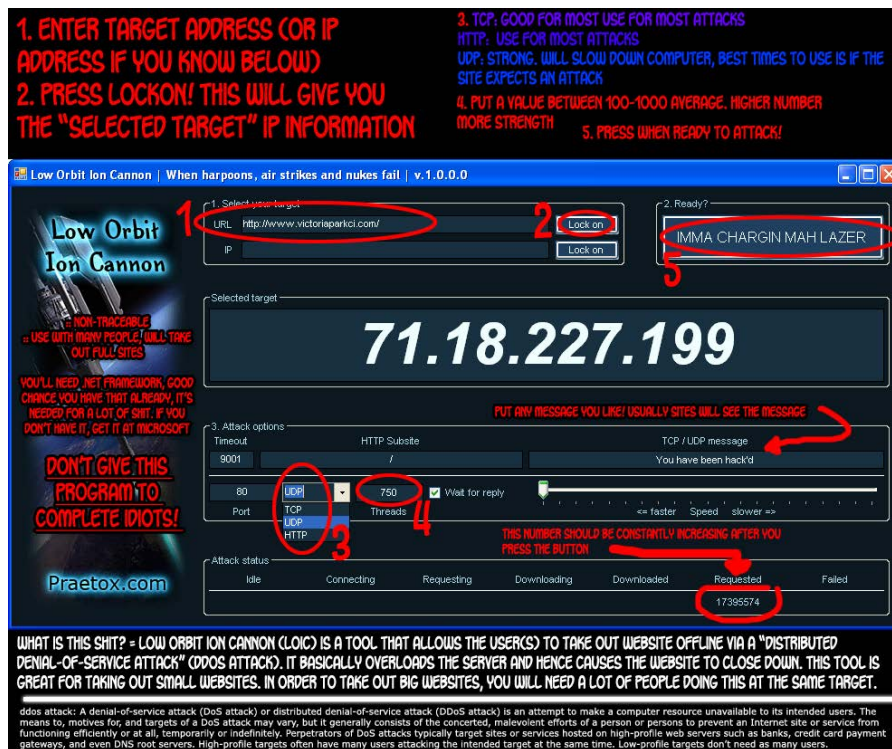 1. ENTER TARGET ADDRESS (OR IP
ADDRESS IF YOU KNOW BELOW)
2. PRESS LOCKON! THIS WILL GIVE YOU
THE "SELECTED TARGET" IP INFORMATION
3. TCP: GOOD FOR MOST USE FOR MOST ATTACKS
HTTP: USE FOR MOST ATTACKS
UDP: STRONG. WILL SLOW DOWN COMPUTER, BEST TIMES TO USE IS IF THE
SITE EXPECTS AN ATTACK
4. PUT A VALUE BETWEEN 100-1000 AVERAGE. HIGHER NUMBER
MORE STRENGTH
5. PRESS WHEN READY TO ATTACK!
Low Orbit Ion Cannon | When harpoons, air strikes and nukes fail | v.1.0.0.0
Low Orbit
Ion Cannon
:: NON-TRACEABLE
:: USE WITH MANY PEOPLE, WILL TAKE
OUT FULL SITES
YOU'LL NEED .NET FRAMEWORK, GOOD
CHANCE YOU HAVE THAT ALREADY, IT'S
NEEDED FOR A LOT OF SHIT. IF YOU
DON'T HAVE IT, GET IT AT MICROSOFT
DON'T GIVE THIS
PROGRAM TO
COMPLETE IDIOTS!
Praetox.com
1. Select your target
1
URL http://www.victoriaparkci.com/
2
Lock on
IP
Lock on
2. Ready?
IMMA CHARGIN MAH LAZER
5
Selected target
71.18.227.199
PUT ANY MESSAGE YOU LIKE! USUALLY SITES WILL SEE THE MESSAGE
3. Attack options
Timeout HTTP Subsite TCP / UDP message
9001 / You have been hack'd
80 UDP 750 Wait for reply
Port Threads <= faster Speed slower =>
TCP
UDP
HTTP
3
4
THIS NUMBER SHOULD BE CONSTANTLY INCREASING AFTER YOU
PRESS THE BUTTON
Attack status
Idle Connecting Requesting Downloading Downloaded Requested Failed
17395574
WHAT IS THIS SHIT? = LOW ORBIT ION CANNON (LOIC) IS A TOOL THAT ALLOWS THE USER(S) TO TAKE OUT WEBSITE OFFLINE VIA A "DISTRIBUTED
DENIAL-OF-SERVICE ATTACK" (DDOS ATTACK). IT BASICALLY OVERLOADS THE SERVER AND HENCE CAUSES THE WEBSITE TO CLOSE DOWN. THIS TOOL IS
GREAT FOR TAKING OUT SMALL WEBSITES. IN ORDER TO TAKE OUT BIG WEBSITES, YOU WILL NEED A LOT OF PEOPLE DOING THIS AT THE SAME TARGET.
ddos attack: A denial-of-service attack (DoS attack) or distributed denial-of-service attack (DDoS attack) is an attempt to make a computer resource unavailable to its intended users. The
means to, motives for, and targets of a DoS attack may vary, but it generally consists of the concerted, malevolent efforts of a person or persons to prevent an Internet site or service from
functioning efficiently or at all, temporarily or indefinitely. Perpetrators of DoS attacks typically target sites or services hosted on high-profile web servers such as banks, credit card payment
gateways, and even DNS root servers. High-profile targets often have many users attacking the intended target at the same time. Low-profile targets don't need as many users